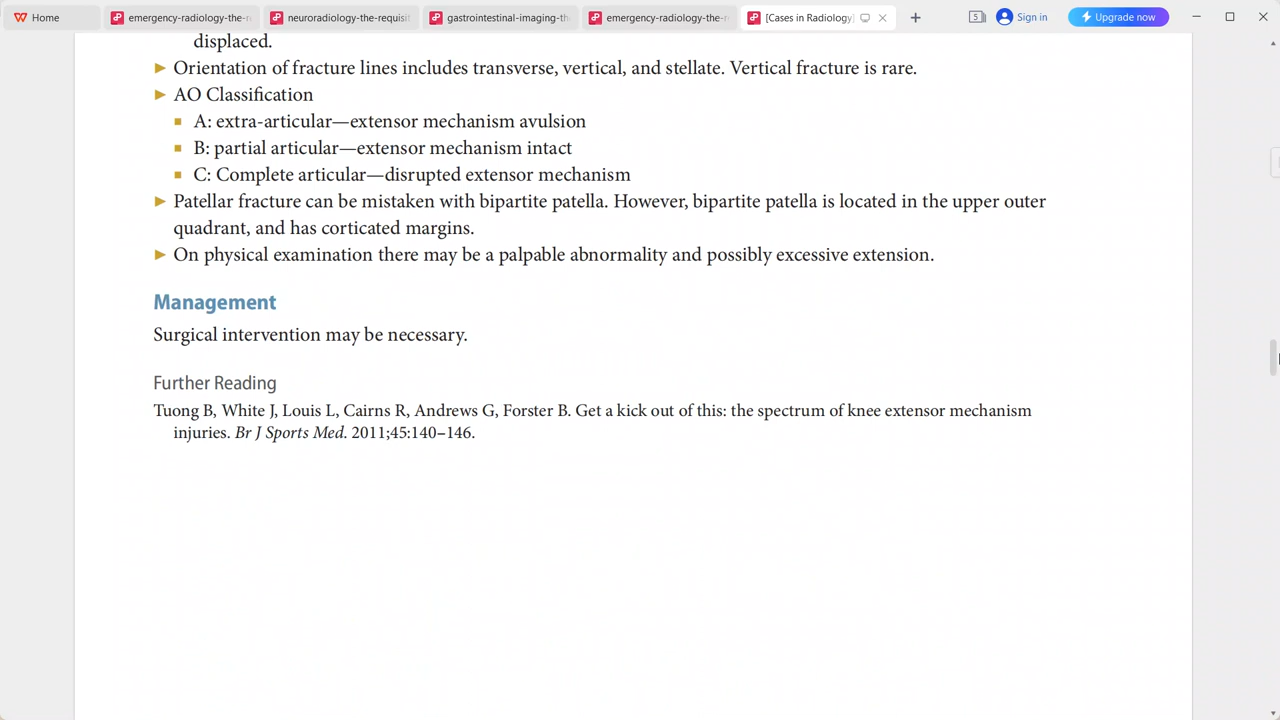 Home
emergency-radiology-the-r
neuroradiology-the-requisit
gastrointestinal-imaging-th
emergency-radiology-the-r
[Cases in Radiology]
5
Sign in
Upgrade now
displaced.
► Orientation of fracture lines includes transverse, vertical, and stellate. Vertical fracture is rare.
► AO Classification
■ A: extra-articular—extensor mechanism avulsion
■ B: partial articular—extensor mechanism intact
■ C: Complete articular—disrupted extensor mechanism
► Patellar fracture can be mistaken with bipartite patella. However, bipartite patella is located in the upper outer
quadrant, and has corticated margins.
► On physical examination there may be a palpable abnormality and possibly excessive extension.
Management
Surgical intervention may be necessary.
Further Reading
Tuong B, White J, Louis L, Cairns R, Andrews G, Forster B. Get a kick out of this: the spectrum of knee extensor mechanism
injuries. Br J Sports Med. 2011;45:140–146.